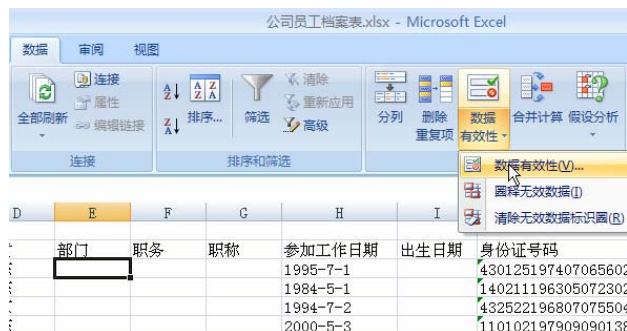 公司员工档案表.xlsx - Microsoft Excel
数据 审阅 视图
全部刷新
连接
属性
编辑链接
连接
排序...
筛选
清除
重新应用
高级
排序和筛选
分列
删除重复项
数据有效性
合并计算
假设分析
数据有效性(V)...
圈释无效数据(I)
清除无效数据标识圈(R)
D E F G H I
部门 职务 职称 参加工作日期 出生日期 身份证号码
1995-7-1 43012519740706560
1984-5-1 14021119630507230
1994-7-2 43252219680707550
2000-5-3 11010219790909013